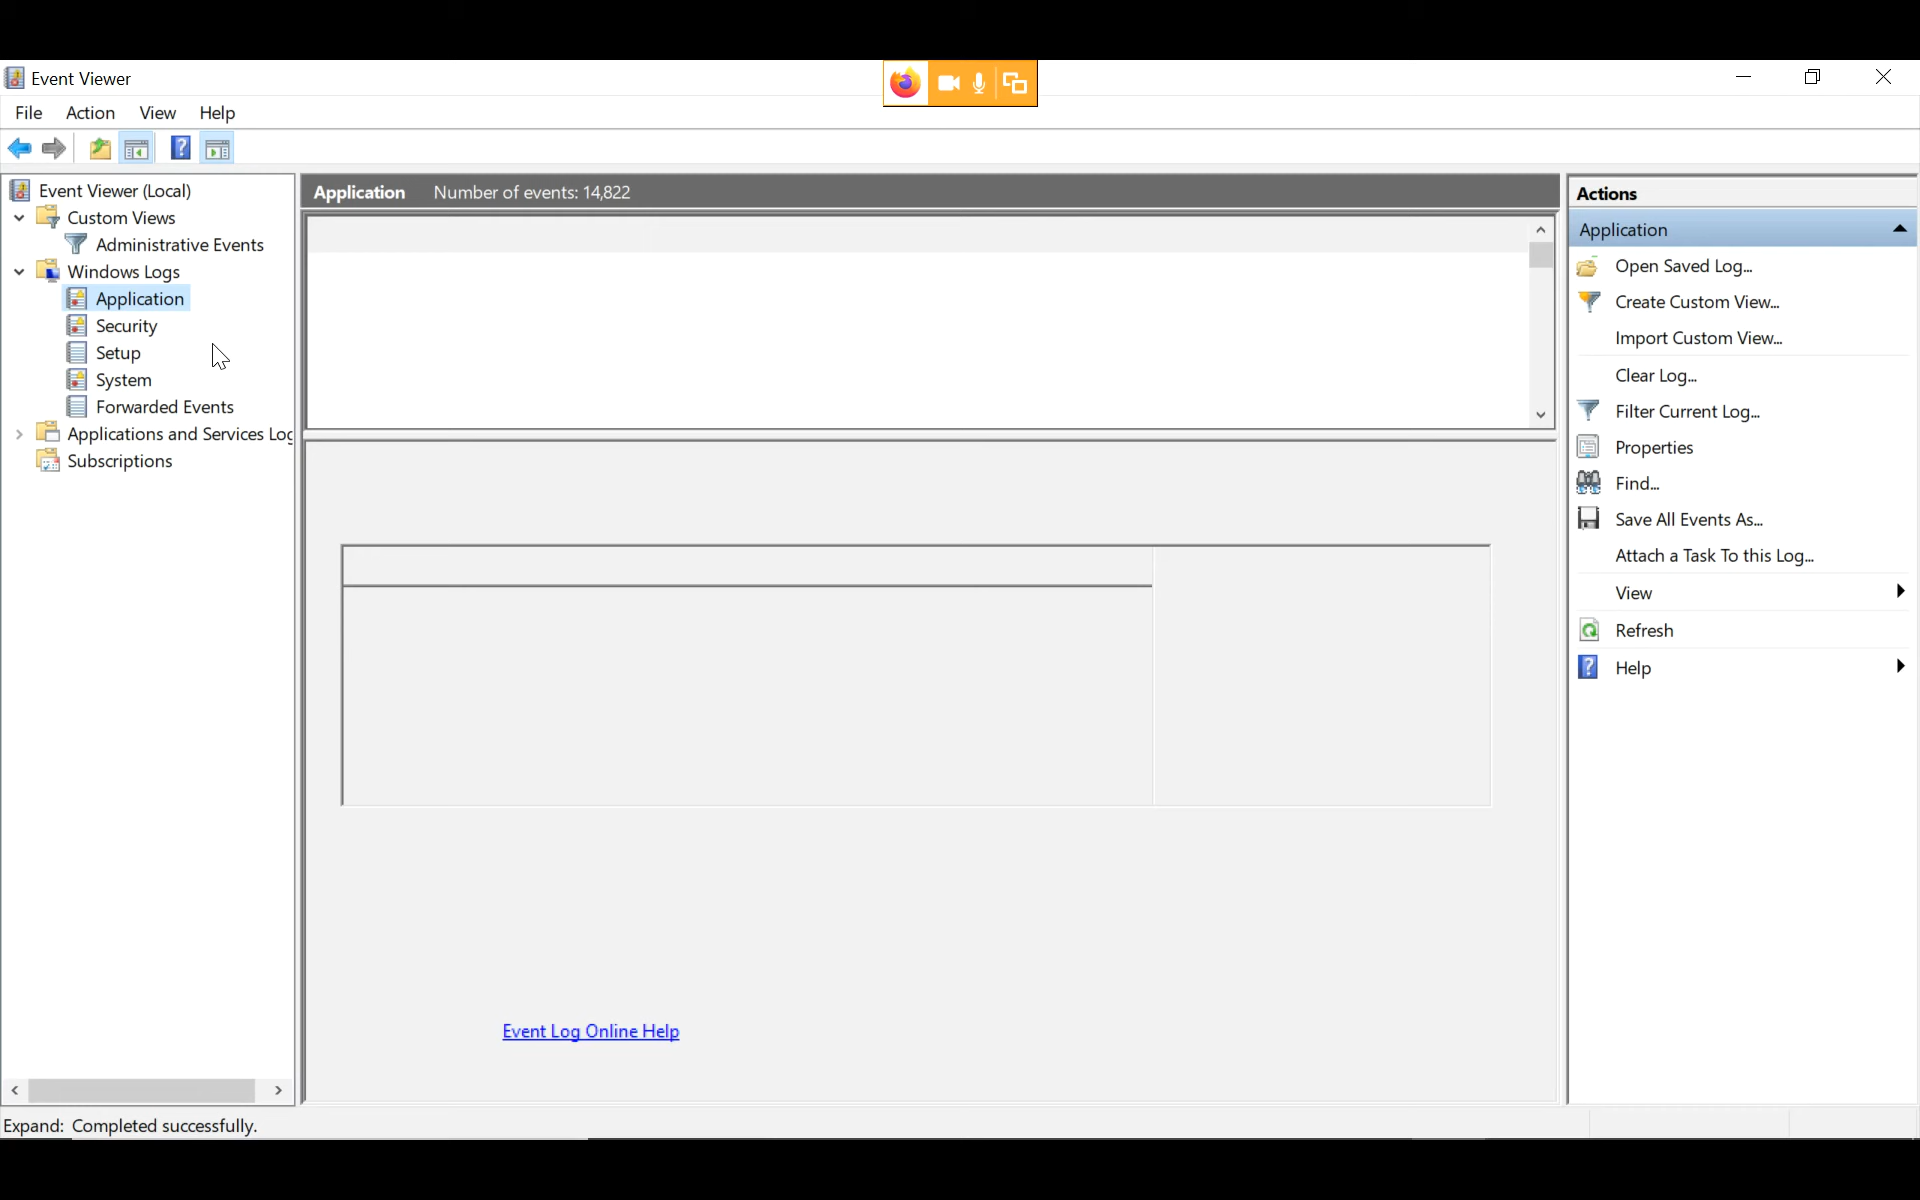 Event Viewer
File Action View Help
Event Viewer (Local)
Custom Views
Administrative Events
Windows Logs
Application
Security
Setup
System
Forwarded Events
Applications and Services Log
Subscriptions
Application Number of events: 14,822
Event Log Online Help
Actions
Application
Open Saved Log...
Create Custom View...
Import Custom View...
Clear Log...
Filter Current Log...
Properties
Find...
Save All Events As...
Attach a Task To this Log...
View
Refresh
Help
Expand: Completed successfully.